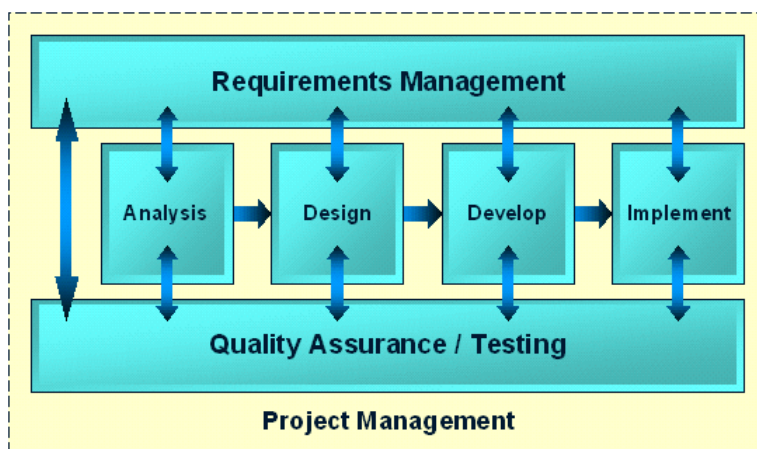 Requirements Management
Analysis
Design
Develop
Implement
Quality Assurance / Testing
Project Management